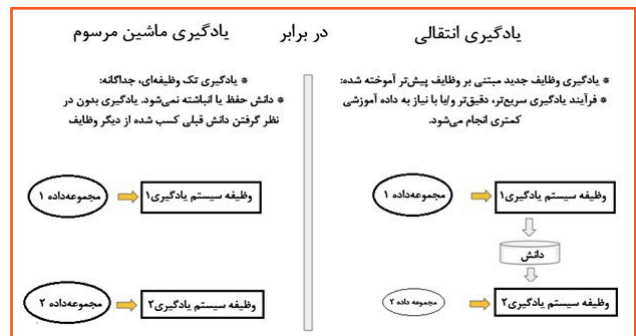 یادگیری انتقالی
در برابر
یادگیری ماشین مرسوم
* یادگیری وظایف جدید مبتنی بر وظایف پیش‌تر آموخته شده:
* فرآیند یادگیری سریع‌تر، دقیق‌تر و/یا با نیاز به داده آموزشی
کمتری انجام می‌شود.
مجموعه‌داده ۱
وظیفه سیستم یادگیری۱
دانش
مجموعه داده ۲
وظیفه سیستم یادگیری۲
* یادگیری تک وظیفه‌ای، جداگانه:
* دانش حفظ یا انباشته نمی‌شود. یادگیری بدون در
نظر گرفتن دانش قبلی کسب شده از دیگر وظایف
مجموعه‌داده ۱
وظیفه سیستم یادگیری۱
مجموعه‌داده ۲
وظیفه سیستم یادگیری۲